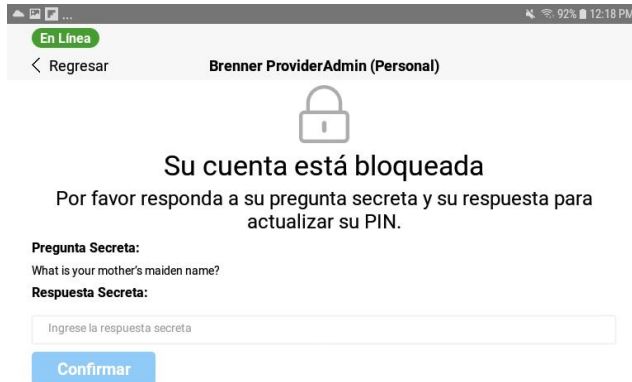 ... 92% 12:18 PM
En Línea
Regresar Brenner ProviderAdmin (Personal)
Su cuenta está bloqueada
Por favor responda a su pregunta secreta y su respuesta para
actualizar su PIN.
Pregunta Secreta:
What is your mother's maiden name?
Respuesta Secreta:
Ingrese la respuesta secreta
Confirmar